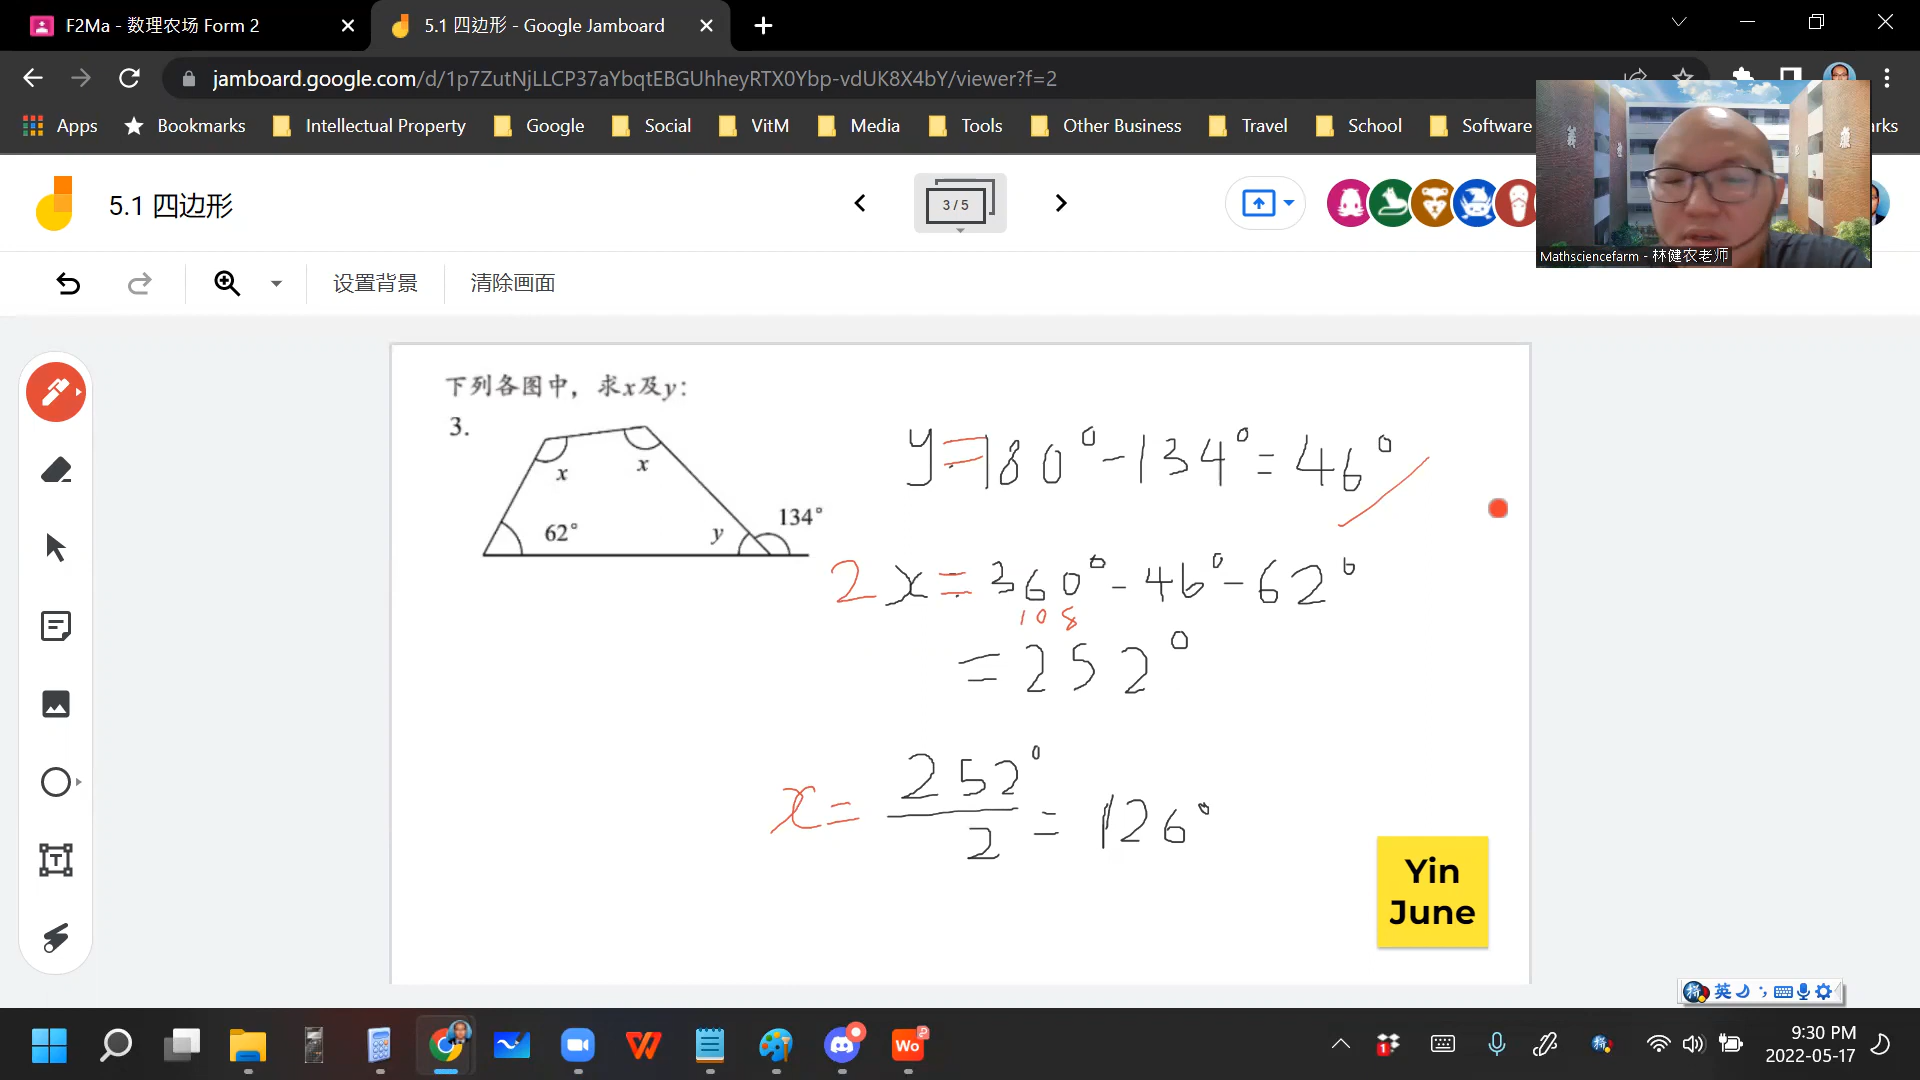 F2Ma - 数理农场 Form 2
5.1 四边形 - Google Jamboard
jamboard.google.com/d/1p7ZutNjLLCP37aYbqtEBGUhheyRTX0Ybp-vdUK8X4bY/viewer?f=2
Apps Bookmarks Intellectual Property Google Social VitM Media Tools Other Business Travel School Software rks
5.1 四边形
3 / 5
Mathsciencefarm - 林健农老师
设置背景 清除画面
下列各图中，求x及y：
3.
x
x
62°
y
134°
y=180°-134°=46°
2x=360°-46°-62°
108
=252°
x=252°/2=126°
Yin
June
英
Wo
1
9:30 PM
2022-05-17